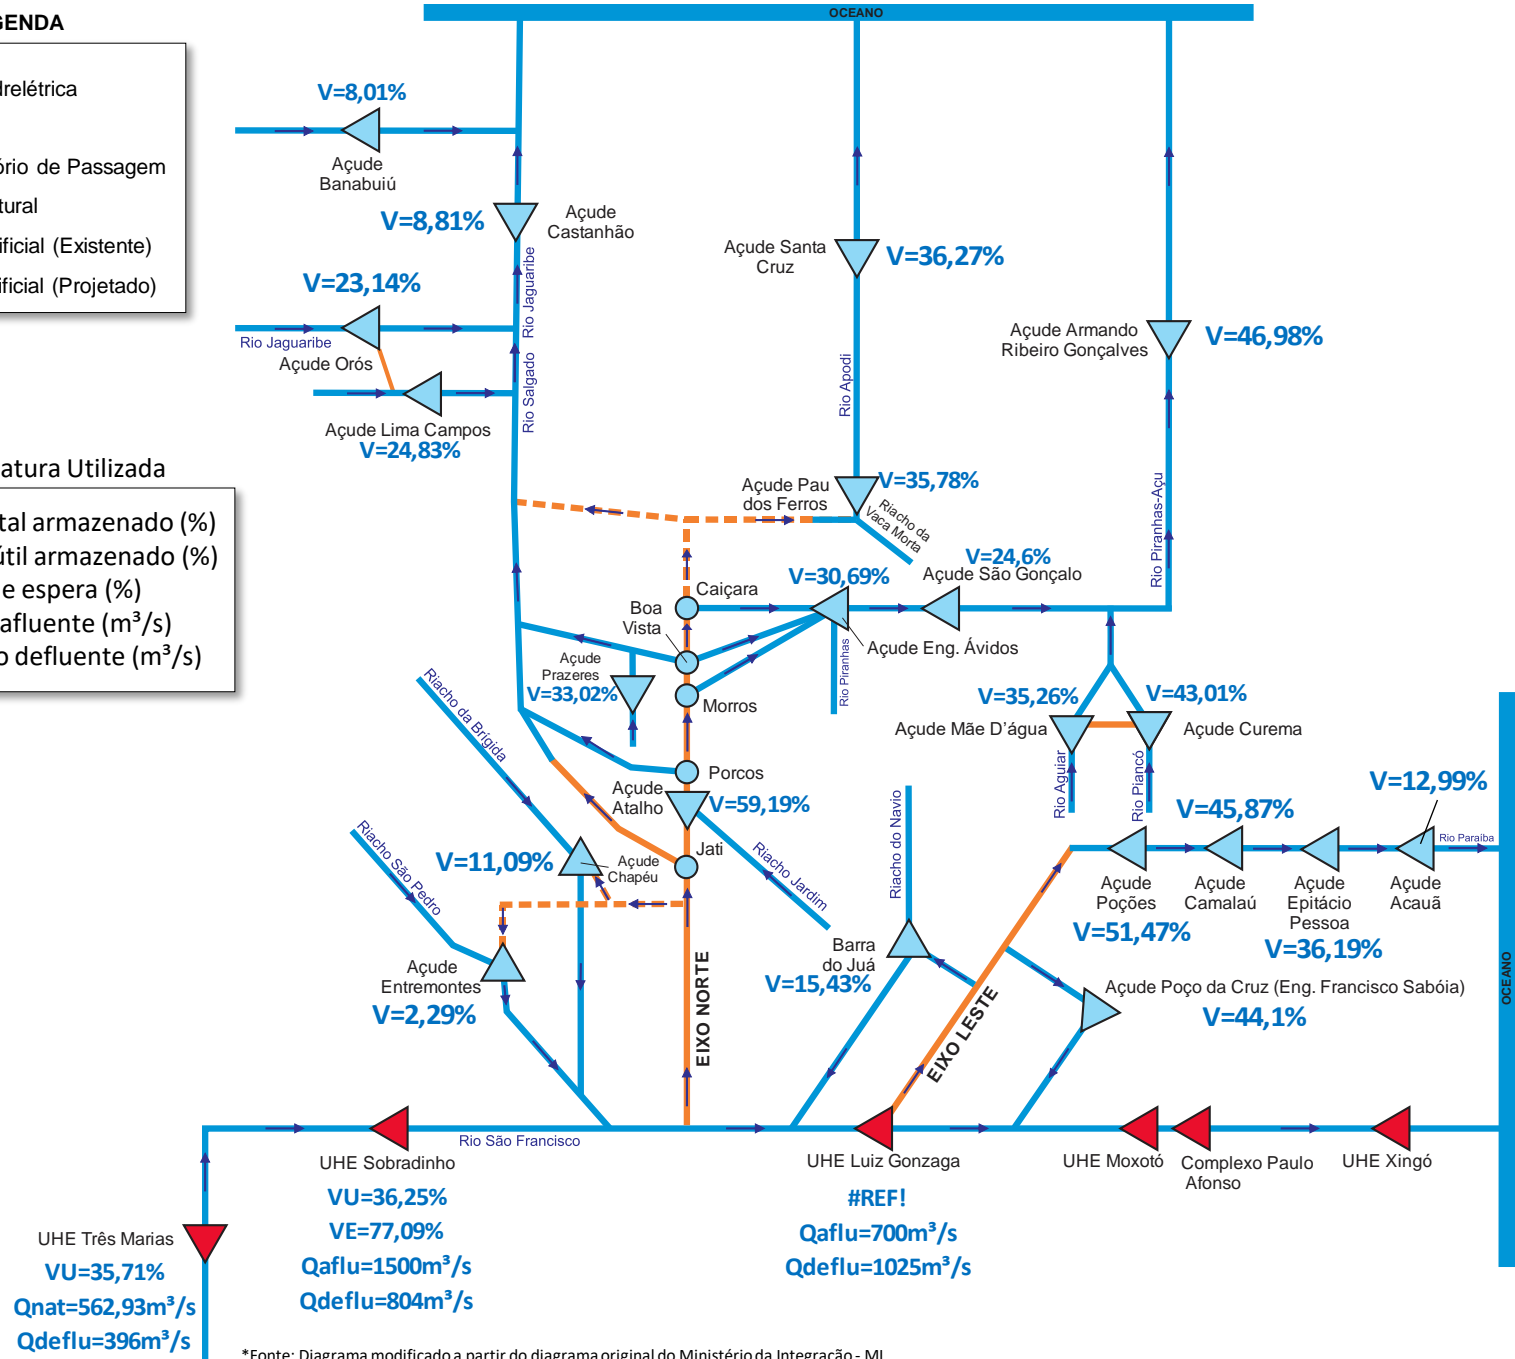 OCEANO
GENDA
drelétrica
ório de Passagem
tural
ificial (Existente)
ificial (Projetado)
V=8,01%
Açude
Banabuiú
V=8,81%
Açude
Castanhão
Rio Jaguaribe
V=23,14%
Rio Jaguaribe
Açude Orós
Rio Salgado
Açude Lima Campos
V=24,83%
Açude Santa
Cruz
V=36,27%
Rio Apodi
Açude Armando
Ribeiro Gonçalves
V=46,98%
Rio Piranhas-Açu
atura Utilizada
tal armazenado (%)
útil armazenado (%)
e espera (%)
afluente (m³/s)
o defluente (m³/s)
Açude Pau
dos Ferros
V=35,78%
Riacho da
Vaca Morta
V=24,6%
Açude São Gonçalo
V=30,69%
Açude Eng. Ávidos
Rio Piranhas
Caiçara
Boa
Vista
Morros
Açude
Prazeres
V=33,02%
Porcos
Açude
Atalho
V=59,19%
Jati
Riacho Jardim
Riacho da Brígida
Riacho São Pedro
V=11,09%
Açude
Chapéu
Açude
Entremontes
V=2,29%
EIXO NORTE
V=35,26%
Açude Mãe D'água
V=43,01%
Açude Curema
Rio Aguiar
Rio Piancó
Riacho do Navio
Barra
do Juá
V=15,43%
EIXO LESTE
V=12,99%
V=45,87%
Rio Paraíba
Açude
Poções
V=51,47%
Açude
Camalaú
Açude
Epitácio
Pessoa
V=36,19%
Açude
Acauã
Açude Poço da Cruz (Eng. Francisco Sabóia)
V=44,1%
OCEANO
Rio São Francisco
UHE Sobradinho
VU=36,25%
VE=77,09%
Qaflu=1500m³/s
Qdeflu=804m³/s
UHE Luiz Gonzaga
#REF!
Qaflu=700m³/s
Qdeflu=1025m³/s
UHE Moxotó
Complexo Paulo
Afonso
UHE Xingó
UHE Três Marias
VU=35,71%
Qnat=562,93m³/s
Qdeflu=396m³/s
*Fonte: Diagrama modificado a partir do diagrama original do Ministério da Integração - MI